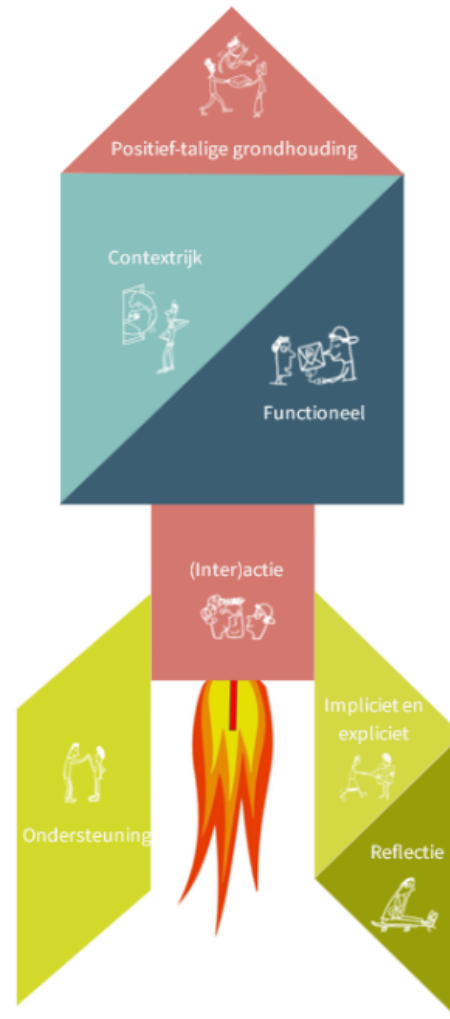 Positief-talige grondhouding
Contextrijk
Functioneel
(Inter)actie
Impliciet en
expliciet
Ondersteuning
Reflectie